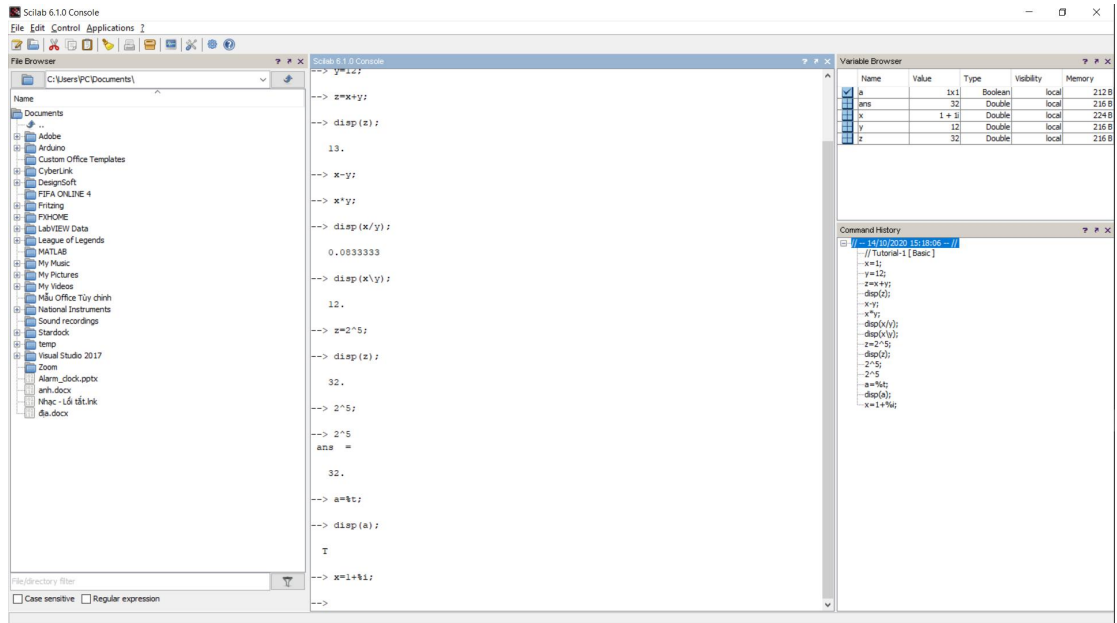 Scilab 6.1.0 Console
File Edit Control Applications ?
File Browser
C:\Users\PC\Documents\
Name
Documents
..
Adobe
Arduino
Custom Office Templates
CyberLink
DesignSoft
FIFA ONLINE 4
Fritzing
FXHOME
LabVIEW Data
League of Legends
MATLAB
My Music
My Pictures
My Videos
Mẫu Office Tùy chỉnh
National Instruments
Sound recordings
Stardock
temp
Visual Studio 2017
Zoom
Alarm_clock.pptx
anh.docx
Nhạc - Lối tắt.lnk
địa.docx
File/directory filter
Case sensitive Regular expression
Scilab 6.1.0 Console
--> y=12;
--> z=x+y;
--> disp(z);
13.
--> x-y;
--> x*y;
--> disp(x/y);
0.0833333
--> disp(x\y);
12.
--> z=2^5;
--> disp(z);
32.
--> 2^5;
--> 2^5
ans =
32.
--> a=%t;
--> disp(a);
T
--> x=1+%i;
-->
Variable Browser
Name Value Type Visibility Memory
a 1x1 Boolean local 212 B
ans 32 Double local 216 B
x 1 + 1i Double local 224 B
y 12 Double local 216 B
z 32 Double local 216 B
Command History
// -- 14/10/2020 15:18:06 -- //
// Tutorial-1 [ Basic ]
x=1;
y=12;
z=x+y;
disp(z);
x-y;
x*y;
disp(x/y);
disp(x\y);
z=2^5;
disp(z);
2^5;
2^5
a=%t;
disp(a);
x=1+%i;